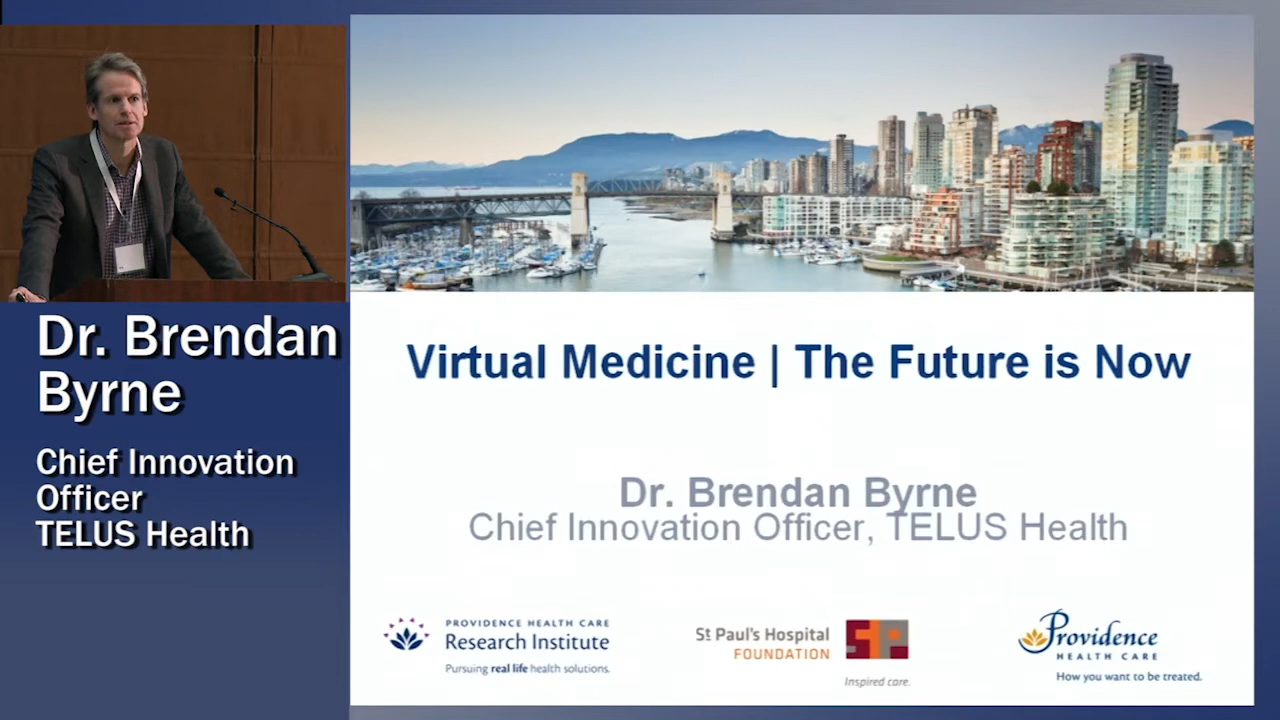 Dr. Brendan
Byrne
Chief Innovation
Officer
TELUS Health
Virtual Medicine | The Future is Now
Dr. Brendan Byrne
Chief Innovation Officer, TELUS Health
PROVIDENCE HEALTH CARE
Research Institute
Pursuing real life health solutions.
St Paul's Hospital
FOUNDATION
Inspired care.
Providence
HEALTH CARE
How you want to be treated.